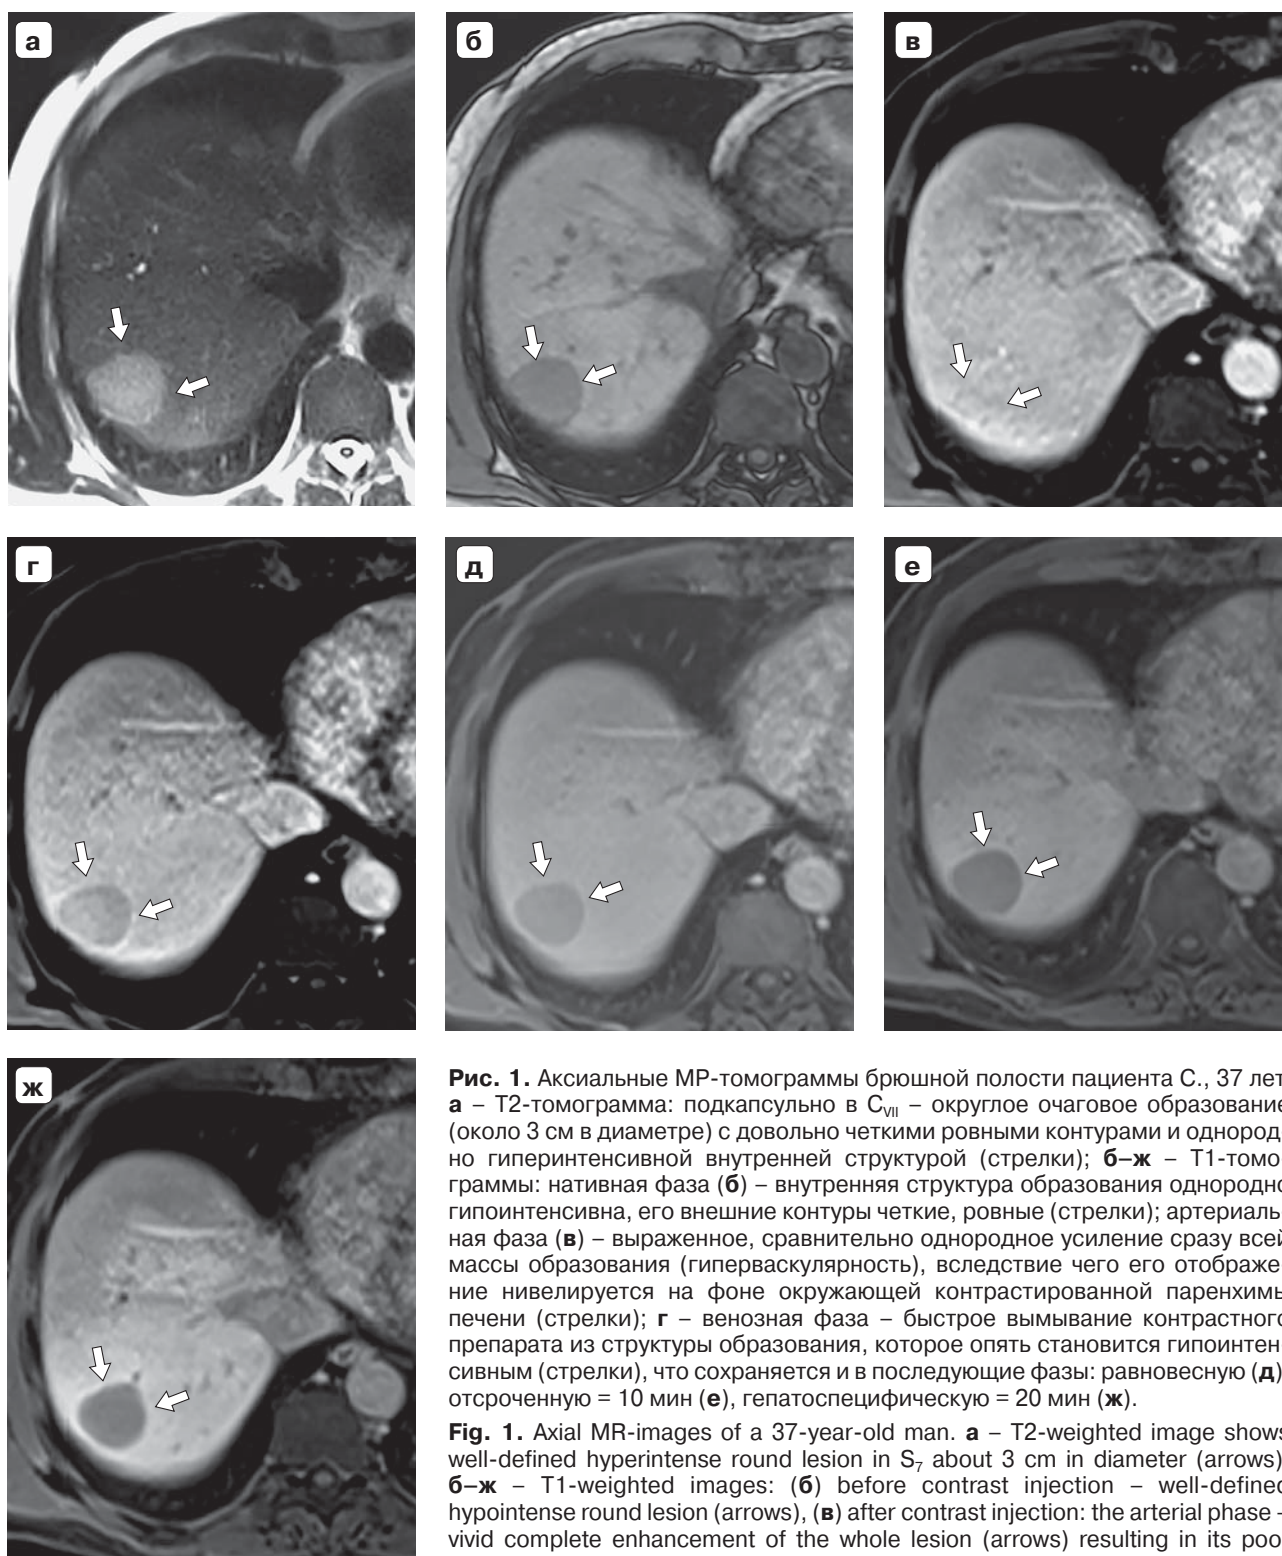 а
б
в
г
д
е
ж
Рис. 1. Аксиальные МР-томограммы брюшной полости пациента С., 37 лет
а – Т2-томограмма: подкапсульно в CVII – округлое очаговое образование
(около 3 см в диаметре) с довольно четкими ровными контурами и однород
но гиперинтенсивной внутренней структурой (стрелки); б–ж – Т1-томо
граммы: нативная фаза (б) – внутренняя структура образования однородно
гипоинтенсивна, его внешние контуры четкие, ровные (стрелки); артериаль
ная фаза (в) – выраженное, сравнительно однородное усиление сразу всей
массы образования (гиперваскулярность), вследствие чего его отображе
ние нивелируется на фоне окружающей контрастированной паренхимы
печени (стрелки); г – венозная фаза – быстрое вымывание контрастного
препарата из структуры образования, которое опять становится гипоинтен
сивным (стрелки), что сохраняется и в последующие фазы: равновесную (д)
отсроченную = 10 мин (е), гепатоспецифическую = 20 мин (ж).
Fig. 1. Axial MR-images of a 37-year-old man. а – T2-weighted image shows
well-defined hyperintense round lesion in S7 about 3 cm in diameter (arrows)
б–ж – T1-weighted images: (б) before contrast injection – well-defined
hypointense round lesion (arrows), (в) after contrast injection: the arterial phase –
vivid complete enhancement of the whole lesion (arrows) resulting in its poo